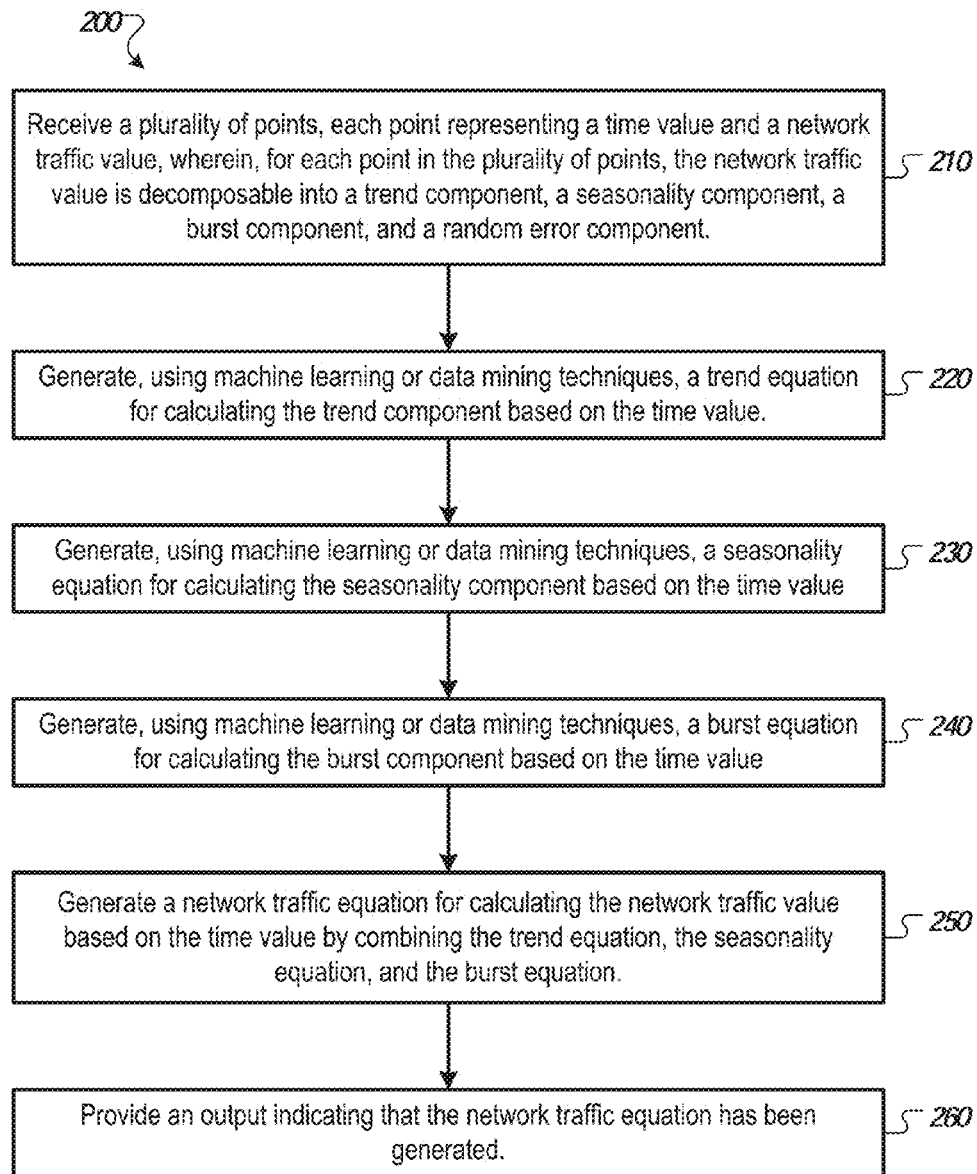 200
Receive a plurality of points, each point representing a time value and a network
traffic value, wherein, for each point in the plurality of points, the network traffic
value is decomposable into a trend component, a seasonality component, a
burst component, and a random error component.
210
Generate, using machine learning or data mining techniques, a trend equation
for calculating the trend component based on the time value.
220
Generate, using machine learning or data mining techniques, a seasonality
equation for calculating the seasonality component based on the time value
230
Generate, using machine learning or data mining techniques, a burst equation
for calculating the burst component based on the time value
240
Generate a network traffic equation for calculating the network traffic value
based on the time value by combining the trend equation, the seasonality
equation, and the burst equation.
250
Provide an output indicating that the network traffic equation has been
generated.
260